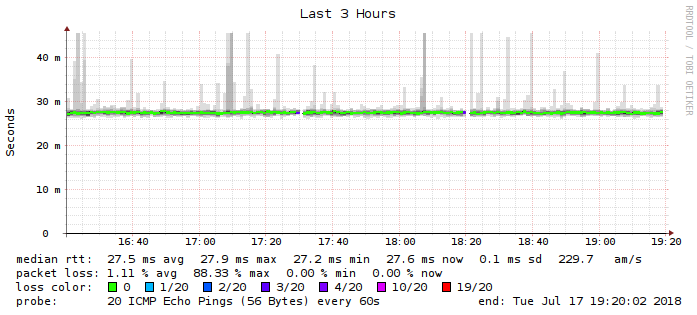 Last 3 Hours
RRDTOOL / TOBI OETIKER
Seconds
40 m
30 m
20 m
10 m
0
16:40 17:00 17:20 17:40 18:00 18:20 18:40 19:00 19:20
median rtt: 27.5 ms avg 27.9 ms max 27.2 ms min 27.6 ms now 0.1 ms sd 229.7 am/s
packet loss: 1.11 % avg 88.33 % max 0.00 % min 0.00 % now
loss color: 0 1/20 2/20 3/20 4/20 10/20 19/20
probe: 20 ICMP Echo Pings (56 Bytes) every 60s end: Tue Jul 17 19:20:02 2018